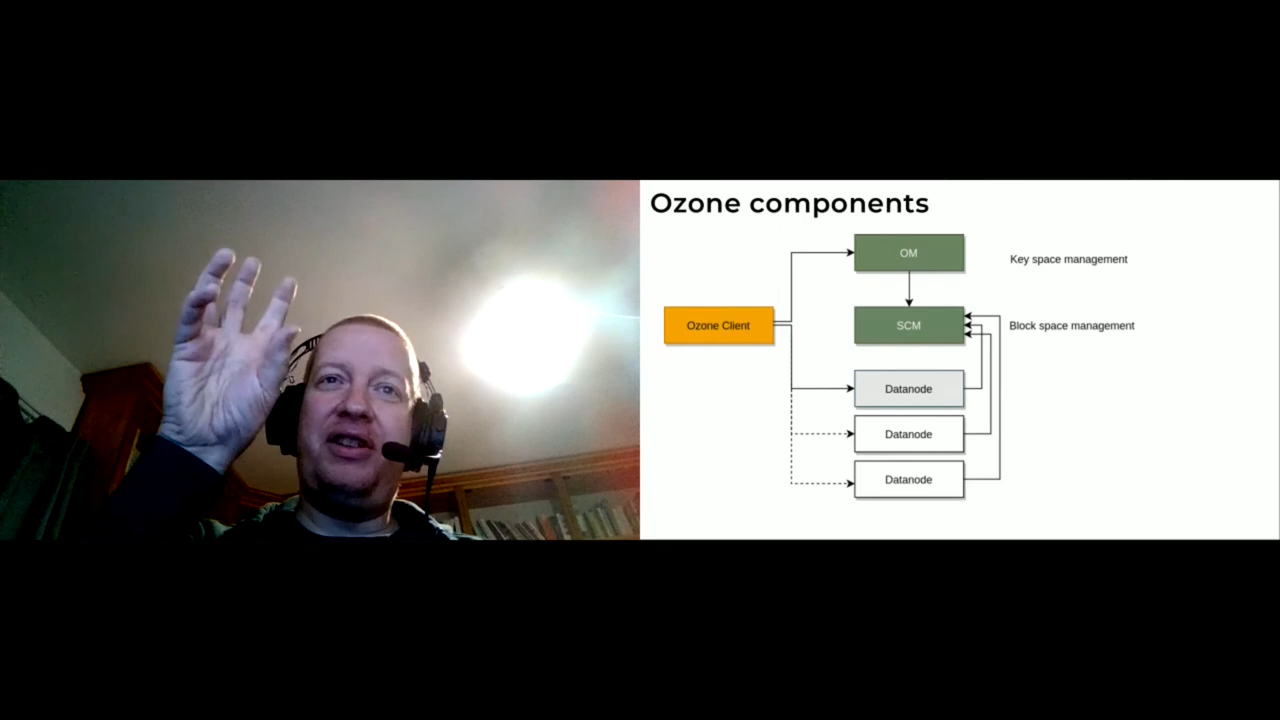 Ozone components
OM
Key space management
Ozone Client
SCM
Block space management
Datanode
Datanode
Datanode